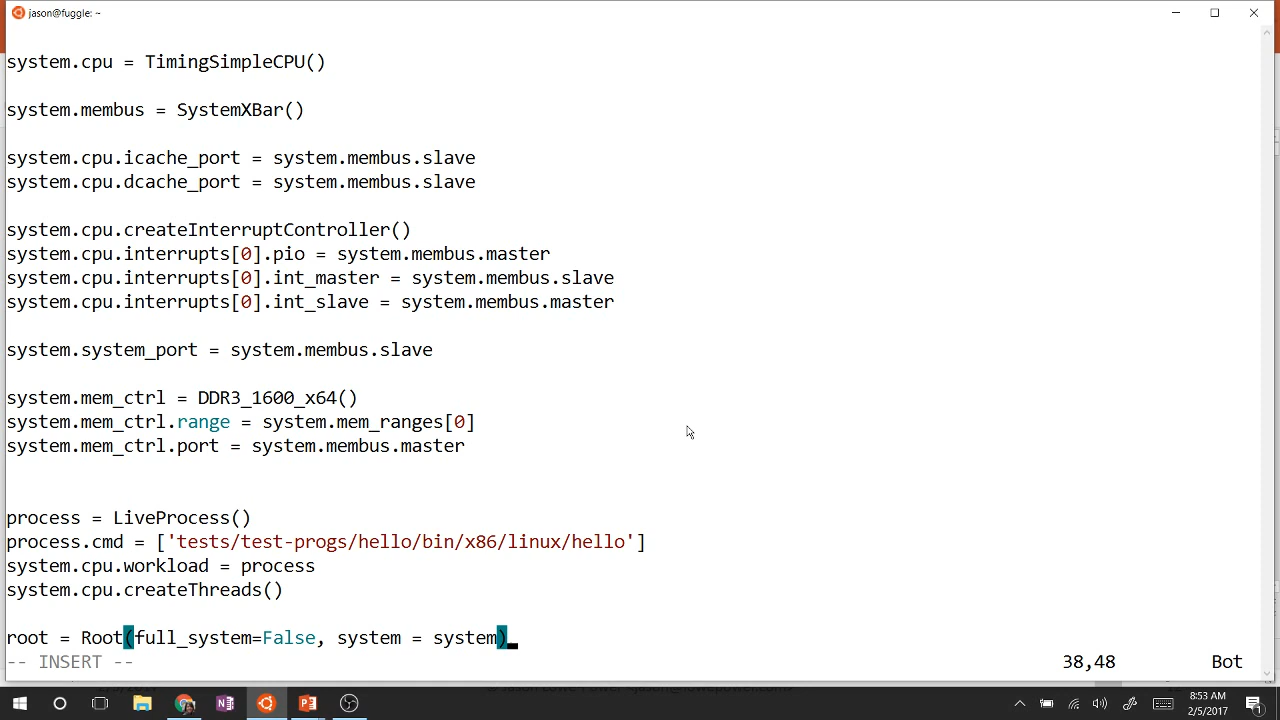 jason@fuggle: ~
system.cpu = TimingSimpleCPU()
system.membus = SystemXBar()
system.cpu.icache_port = system.membus.slave
system.cpu.dcache_port = system.membus.slave
system.cpu.createInterruptController()
system.cpu.interrupts[0].pio = system.membus.master
system.cpu.interrupts[0].int_master = system.membus.slave
system.cpu.interrupts[0].int_slave = system.membus.master
system.system_port = system.membus.slave
system.mem_ctrl = DDR3_1600_x64()
system.mem_ctrl.range = system.mem_ranges[0]
system.mem_ctrl.port = system.membus.master
process = LiveProcess()
process.cmd = ['tests/test-progs/hello/bin/x86/linux/hello']
system.cpu.workload = process
system.cpu.createThreads()
root = Root(full_system=False, system = system)
-- INSERT -- 38,48 Bot
8:53 AM
2/5/2017